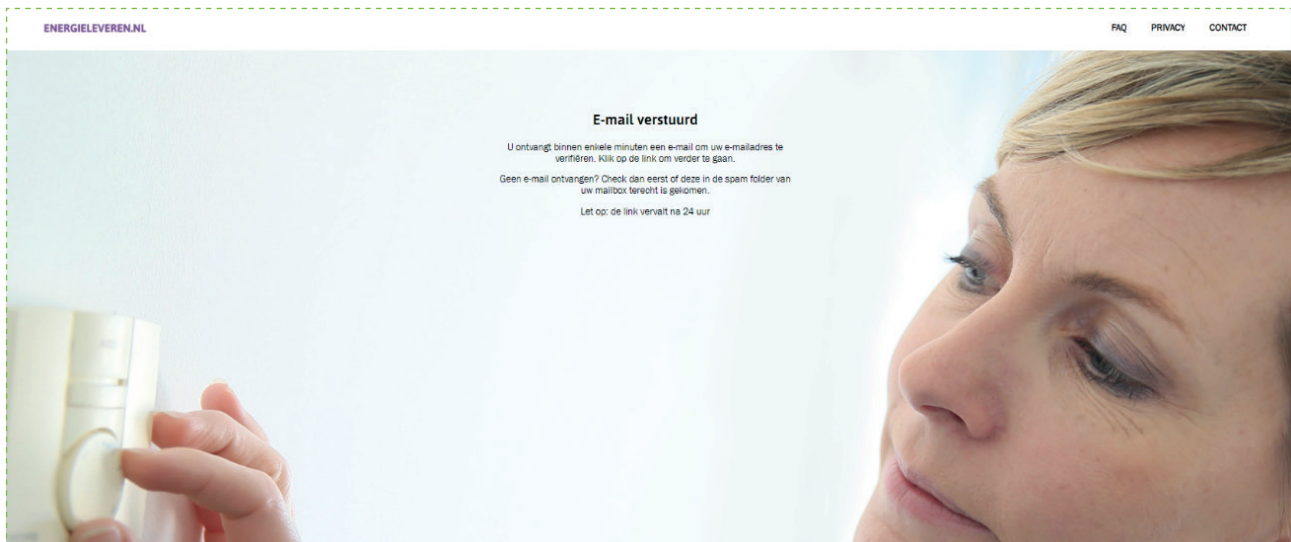 ENERGIELEVEREN.NL
FAQ PRIVACY CONTACT
E-mail verstuurd
U ontvangt binnen enkele minuten een e-mail om uw e-mailadres te
verifiëren. Klik op de link om verder te gaan.
Geen e-mail ontvangen? Check dan eerst of deze in de spam folder van
uw mailbox terecht is gekomen.
Let op: de link vervalt na 24 uur